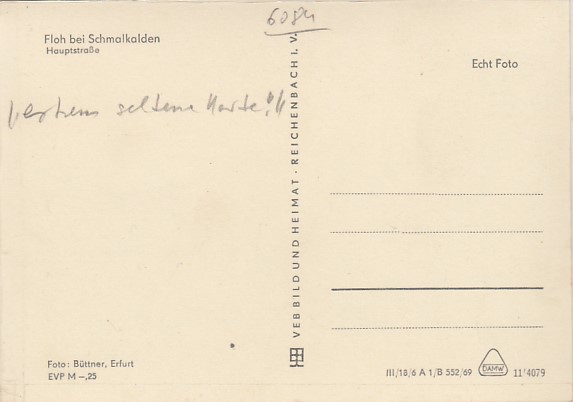 6084
Floh bei Schmalkalden
Hauptstraße
Echt Foto
seltene Karte!!
VEB BILD UND HEIMAT · REICHENBACH I. V.
Foto: Büttner, Erfurt
EVP M –,25
III/18/6 A 1/B 552/69
DAMW
11'4079